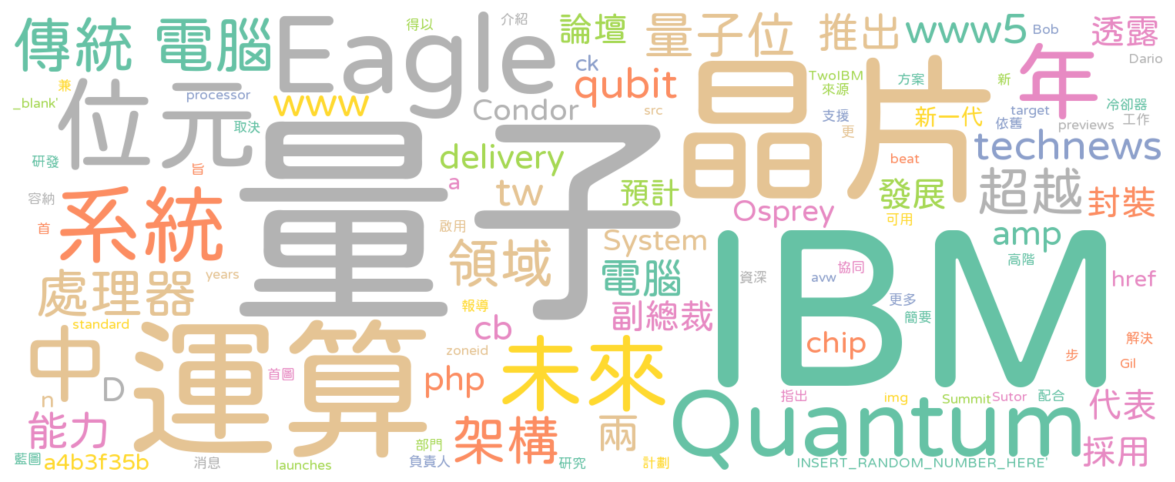 傳統 電腦
Eagle
得以
介紹
論壇
量子位
推出
www5
Bob
透露
兼
_blank'
processor
www
ck
qubit
TwoIBM
來源
方案
新
年
Dario
位元
取決
Condor
src
晶片
支援
更
新一代
target
依舊
previews
冷卻器
工作
研發
旨
量子
delivery
a
tw
預計
beat
technews
容納
首
系統
啟用
領域
Osprey
System
發展
可用
超越
封裝
amp
處理器
years
電腦
資深
avw
協同
高階
href
報導
副總裁
更多
簡要
IBM
standard
中
運算
cb
zoneid
未來
chip
步
解決
Gil
D
n
首圖
php
兩
指出
img
Summit
Sutor
配合
代表
能力
架構
部門
Quantum
採用
藍圖
a4b3f35b
消息
launches
負責人
研究
計劃
INSERT_RANDOM_NUMBER_HERE'